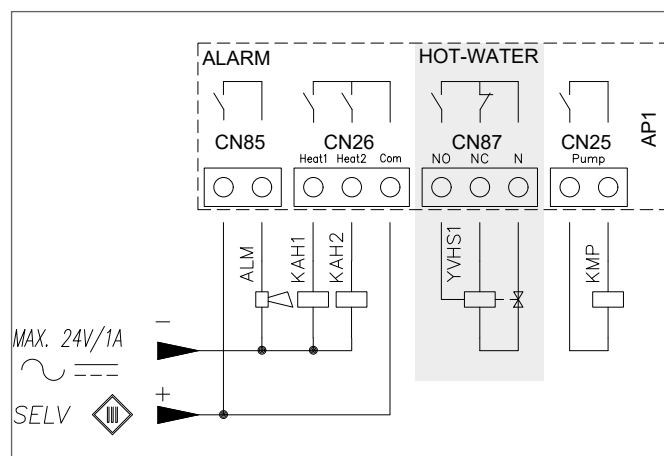 ALARM HOT-WATER
CN85 CN26 CN87 CN25
Heat1 Heat2 Com NO NC N Pump
AP1
ALM KAH1 KAH2 YVHS1 KMP
MAX. 24V/1A −
SELV III +